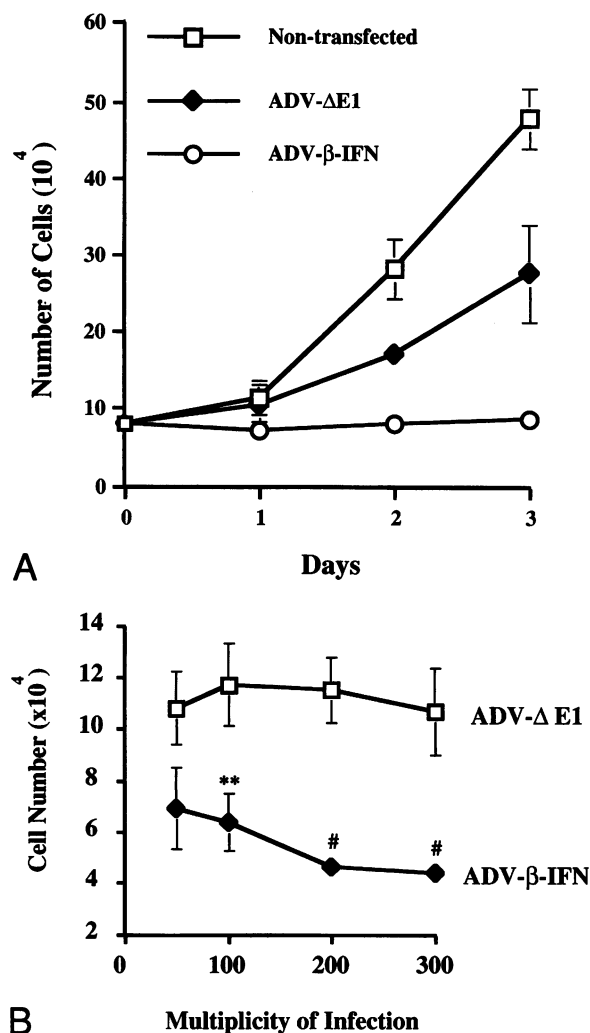 60
50
40
30
20
10
0
Number of Cells (10⁴)
Non-transfected
ADV-ΔE1
ADV-β-IFN
0 1 2 3
A
Days
14
12
10
8
6
4
2
Cell Number (x10⁴)
ADV-Δ E1
** # #
ADV-β-IFN
0 100 200 300
B
Multiplicity of Infection